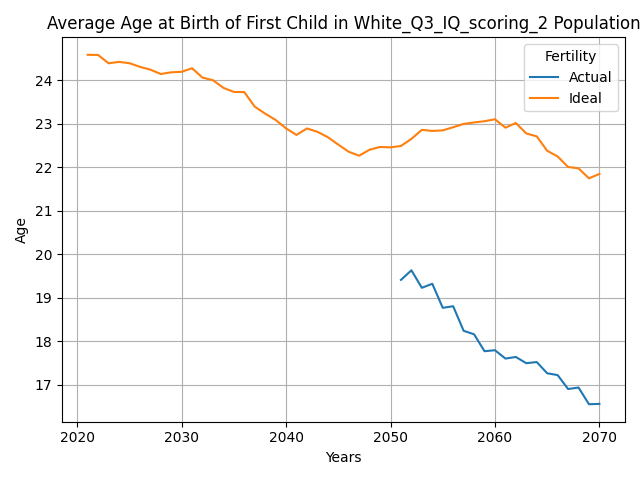 Average Age at Birth of First Child in White_Q3_IQ_scoring_2 Population
Fertility
Actual
Ideal
Age
24
23
22
21
20
19
18
17
2020
2030
2040
2050
2060
2070
Years